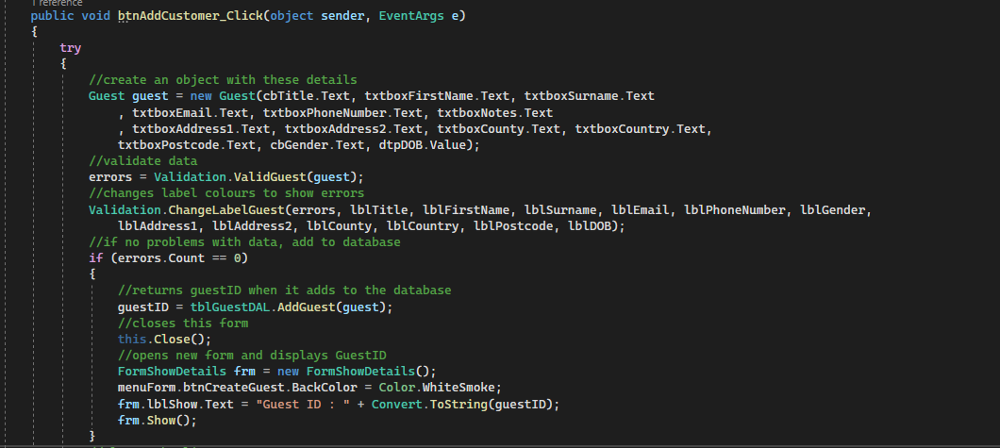 1 reference
public void btnAddCustomer_Click(object sender, EventArgs e)
{
try
{
//create an object with these details
Guest guest = new Guest(cbTitle.Text, txtboxFirstName.Text, txtboxSurname.Text
, txtboxEmail.Text, txtboxPhoneNumber.Text, txtboxNotes.Text
, txtboxAddress1.Text, txtboxAddress2.Text, txtboxCounty.Text, txtboxCountry.Text,
txtboxPostcode.Text, cbGender.Text, dtpDOB.Value);
//validate data
errors = Validation.ValidGuest(guest);
//changes label colours to show errors
Validation.ChangeLabelGuest(errors, lblTitle, lblFirstName, lblSurname, lblEmail, lblPhoneNumber, lblGender,
lblAddress1, lblAddress2, lblCounty, lblCountry, lblPostcode, lblDOB);
//if no problems with data, add to database
if (errors.Count == 0)
{
//returns guestID when it adds to the database
guestID = tblGuestDAL.AddGuest(guest);
//closes this form
this.Close();
//opens new form and displays GuestID
FormShowDetails frm = new FormShowDetails();
menuForm.btnCreateGuest.BackColor = Color.WhiteSmoke;
frm.lblShow.Text = "Guest ID : " + Convert.ToString(guestID);
frm.Show();
}